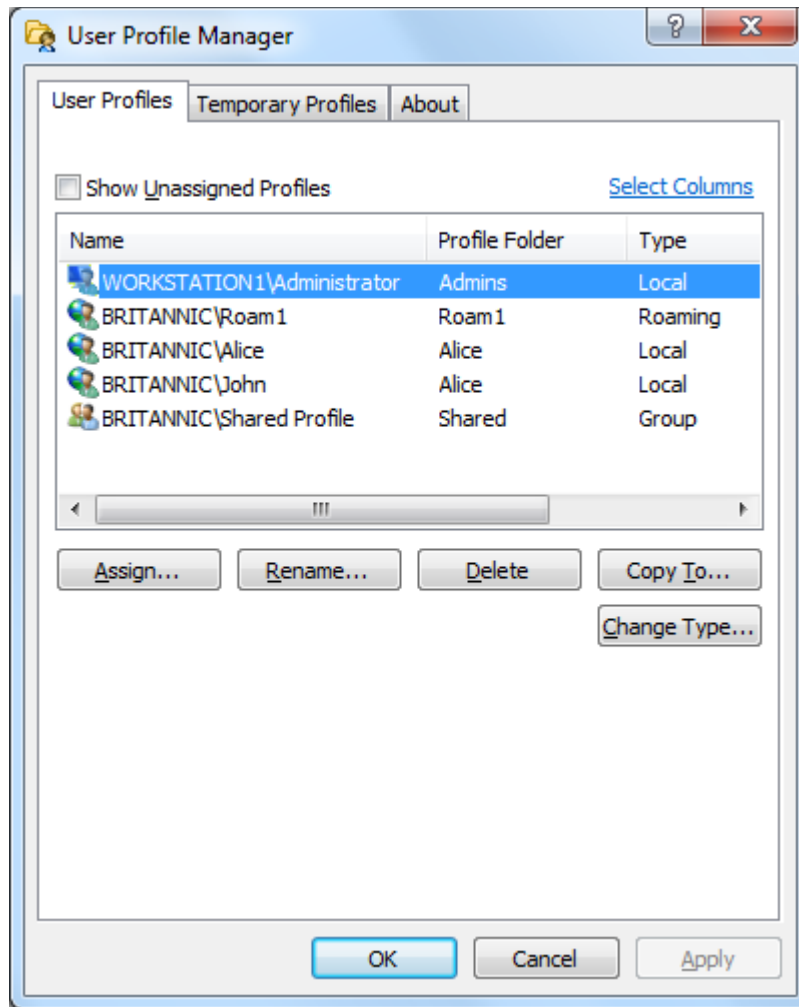 User Profile Manager
User Profiles Temporary Profiles About
Show Unassigned Profiles Select Columns
Name Profile Folder Type
WORKSTATION1\Administrator Admins Local
BRITANNIC\Roam1 Roam1 Roaming
BRITANNIC\Alice Alice Local
BRITANNIC\John Alice Local
BRITANNIC\Shared Profile Shared Group
Assign... Rename... Delete Copy To...
Change Type...
OK Cancel Apply